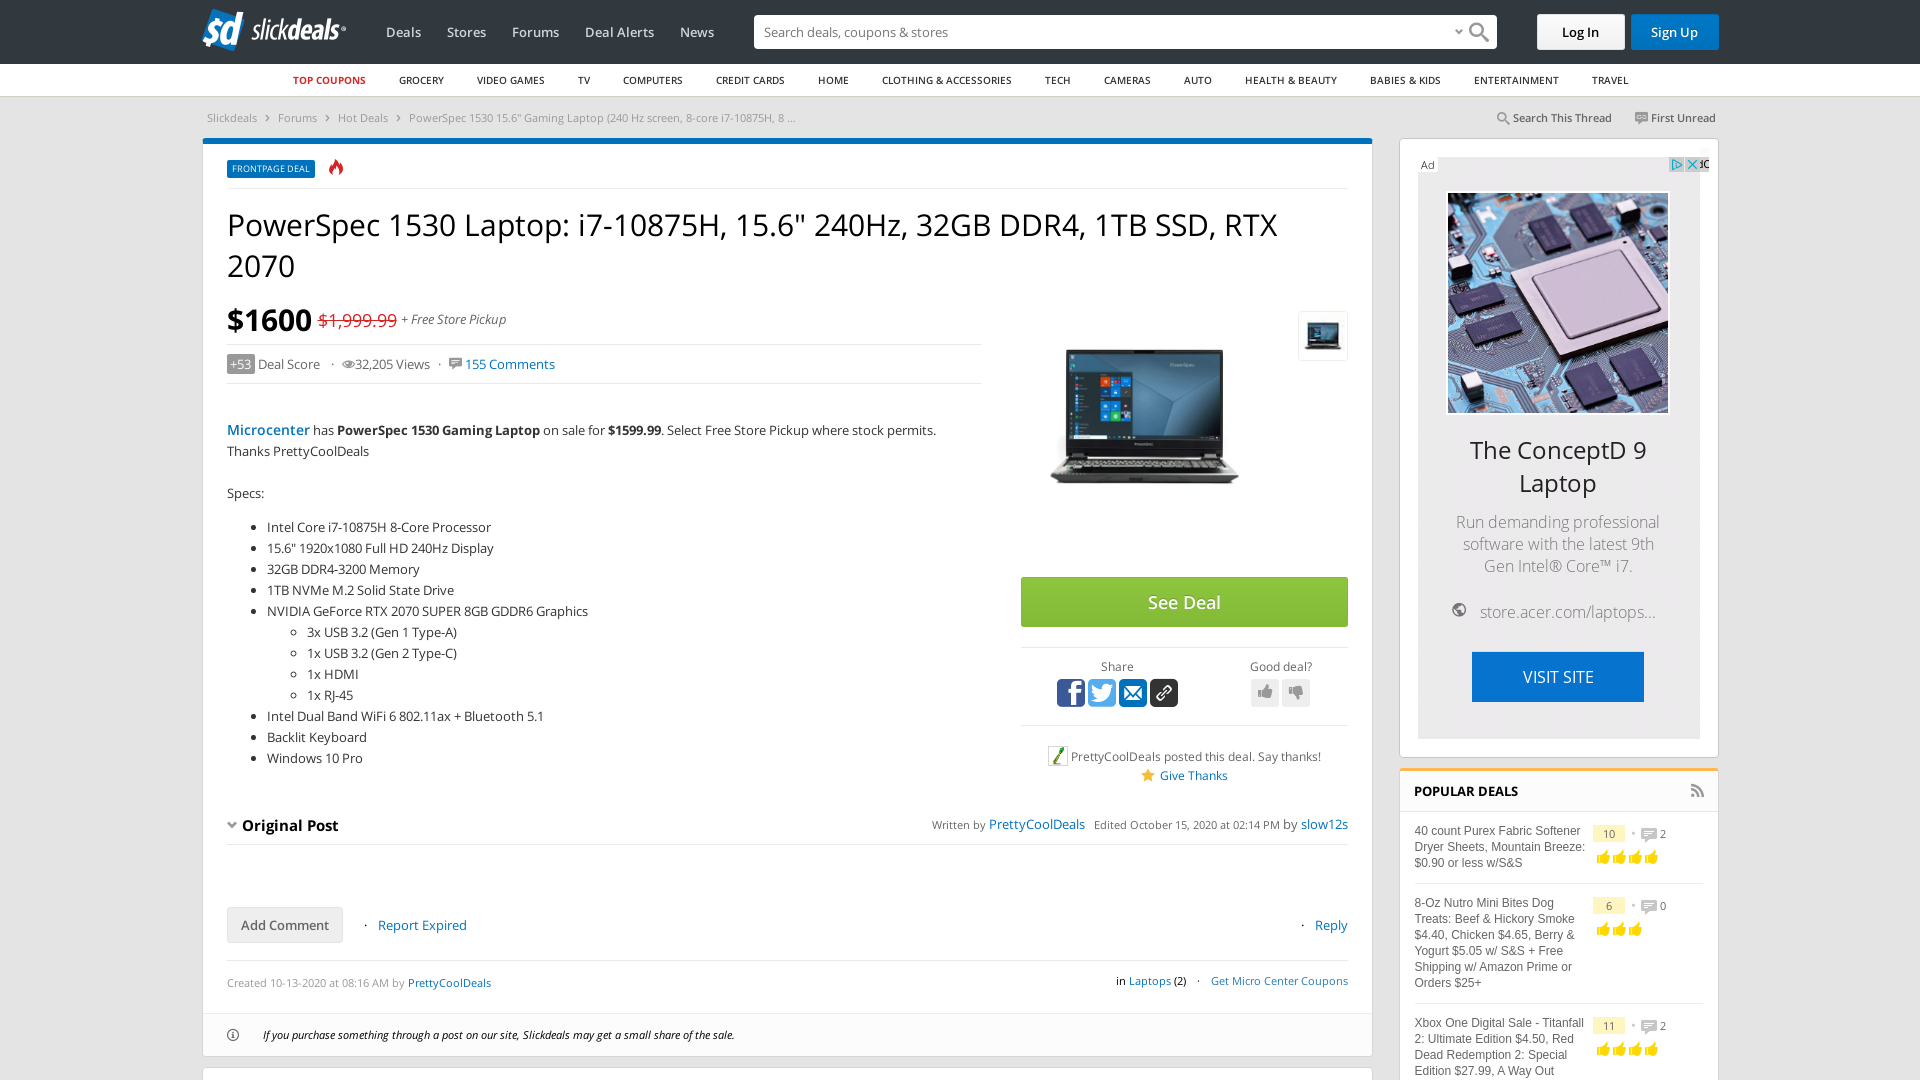 slickdeals
Deals
Stores
Forums
Deal Alerts
News
Search deals, coupons & stores
Log In
Sign Up
TOP COUPONS
GROCERY
VIDEO GAMES
TV
COMPUTERS
CREDIT CARDS
HOME
CLOTHING & ACCESSORIES
TECH
CAMERAS
AUTO
HEALTH & BEAUTY
BABIES & KIDS
ENTERTAINMENT
TRAVEL
Slickdeals > Forums > Hot Deals > PowerSpec 1530 15.6" Gaming Laptop (240 Hz screen, 8-core i7-10875H, 8 ...
Search This Thread
First Unread
FRONTPAGE DEAL
PowerSpec 1530 Laptop: i7-10875H, 15.6" 240Hz, 32GB DDR4, 1TB SSD, RTX
2070
$1600 $1,999.99 + Free Store Pickup
+53 Deal Score · 32,205 Views · 155 Comments
Microcenter has PowerSpec 1530 Gaming Laptop on sale for $1599.99. Select Free Store Pickup where stock permits.
Thanks PrettyCoolDeals
Specs:
• Intel Core i7-10875H 8-Core Processor
• 15.6" 1920x1080 Full HD 240Hz Display
• 32GB DDR4-3200 Memory
• 1TB NVMe M.2 Solid State Drive
• NVIDIA GeForce RTX 2070 SUPER 8GB GDDR6 Graphics
◦ 3x USB 3.2 (Gen 1 Type-A)
◦ 1x USB 3.2 (Gen 2 Type-C)
◦ 1x HDMI
◦ 1x RJ-45
• Intel Dual Band WiFi 6 802.11ax + Bluetooth 5.1
• Backlit Keyboard
• Windows 10 Pro
See Deal
Share
Good deal?
PrettyCoolDeals posted this deal. Say thanks!
Give Thanks
Original Post
Written by PrettyCoolDeals Edited October 15, 2020 at 02:14 PM by slow12s
Add Comment
· Report Expired
· Reply
Created 10-13-2020 at 08:16 AM by PrettyCoolDeals
in Laptops (2) · Get Micro Center Coupons
If you purchase something through a post on our site, Slickdeals may get a small share of the sale.
Ad
The ConceptD 9
Laptop
Run demanding professional
software with the latest 9th
Gen Intel® Core™ i7.
store.acer.com/laptops...
VISIT SITE
POPULAR DEALS
40 count Purex Fabric Softener
Dryer Sheets, Mountain Breeze:
$0.90 or less w/S&S
10 • 2
8-Oz Nutro Mini Bites Dog
Treats: Beef & Hickory Smoke
$4.40, Chicken $4.65, Berry &
Yogurt $5.05 w/ S&S + Free
Shipping w/ Amazon Prime or
Orders $25+
6 • 0
Xbox One Digital Sale - Titanfall
2: Ultimate Edition $4.50, Red
Dead Redemption 2: Special
Edition $27.99, A Way Out
11 • 2